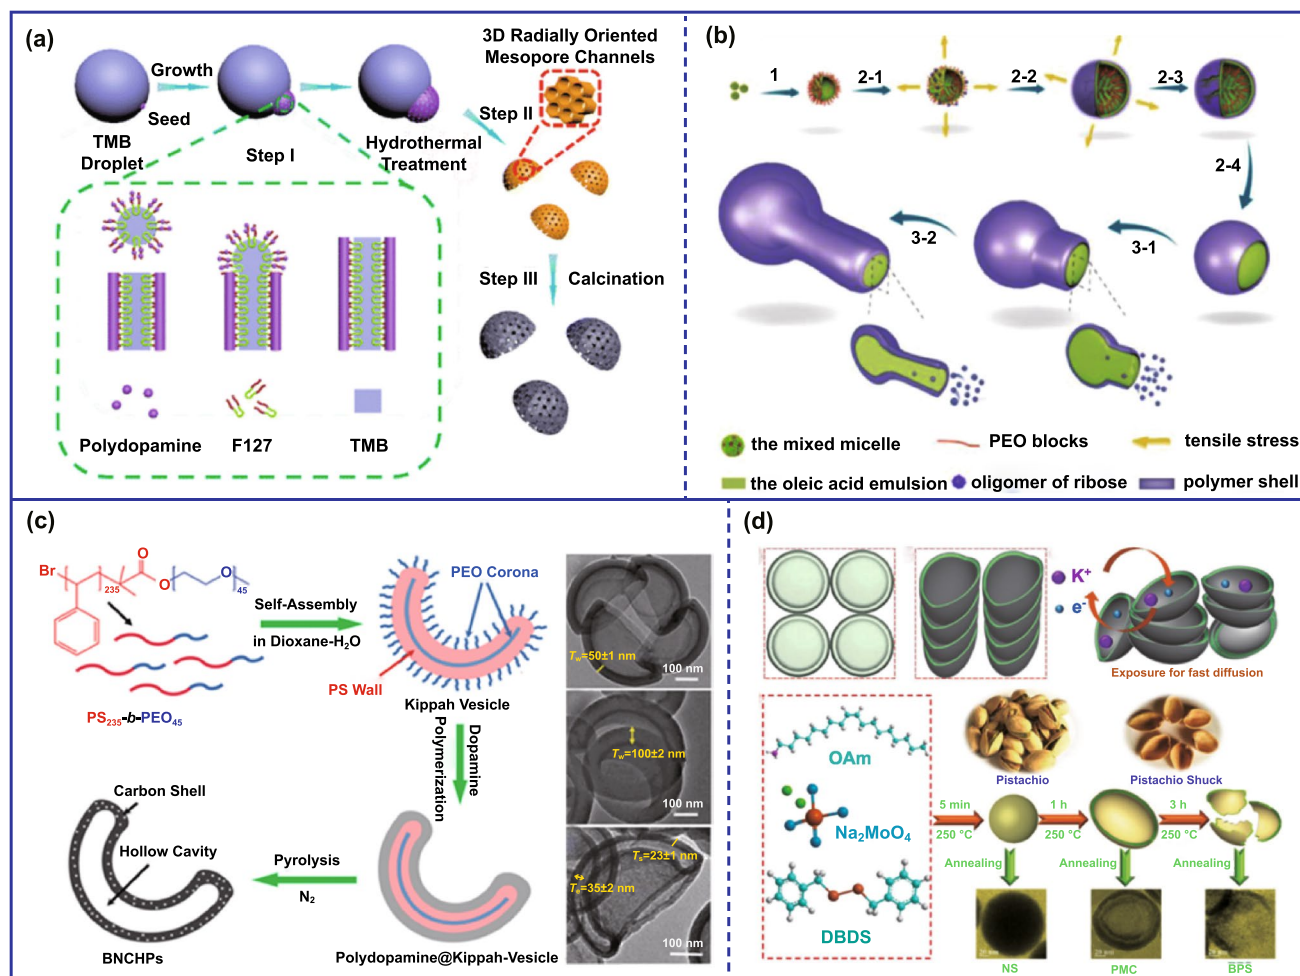 (a)
3D Radially Oriented
Mesopore Channels
Growth
Seed
TMB
Droplet
Step I
Hydrothermal
Treatment
Step II
Step III
Calcination
Polydopamine
F127
TMB
(b)
1
2-1
2-2
2-3
2-4
3-1
3-2
the mixed micelle
PEO blocks
tensile stress
the oleic acid emulsion
oligomer of ribose
polymer shell
(c)
Br
235
O
O
O
45
Self-Assembly
in Dioxane-H₂O
PS₂₃₅-b-PEO₄₅
PEO Corona
PS Wall
Kippah Vesicle
Dopamine
Polymerization
Polydopamine@Kippah-Vesicle
Pyrolysis
N₂
Carbon Shell
Hollow Cavity
BNCHPs
Tw=50±1 nm
100 nm
Tw=100±2 nm
100 nm
Ts=23±1 nm
Te=35±2 nm
100 nm
(d)
K⁺
e⁻
Exposure for fast diffusion
OAm
Na₂MoO₄
DBDS
Pistachio
Pistachio Shuck
5 min
250 °C
1 h
250 °C
3 h
250 °C
Annealing
Annealing
Annealing
NS
PMC
BPS